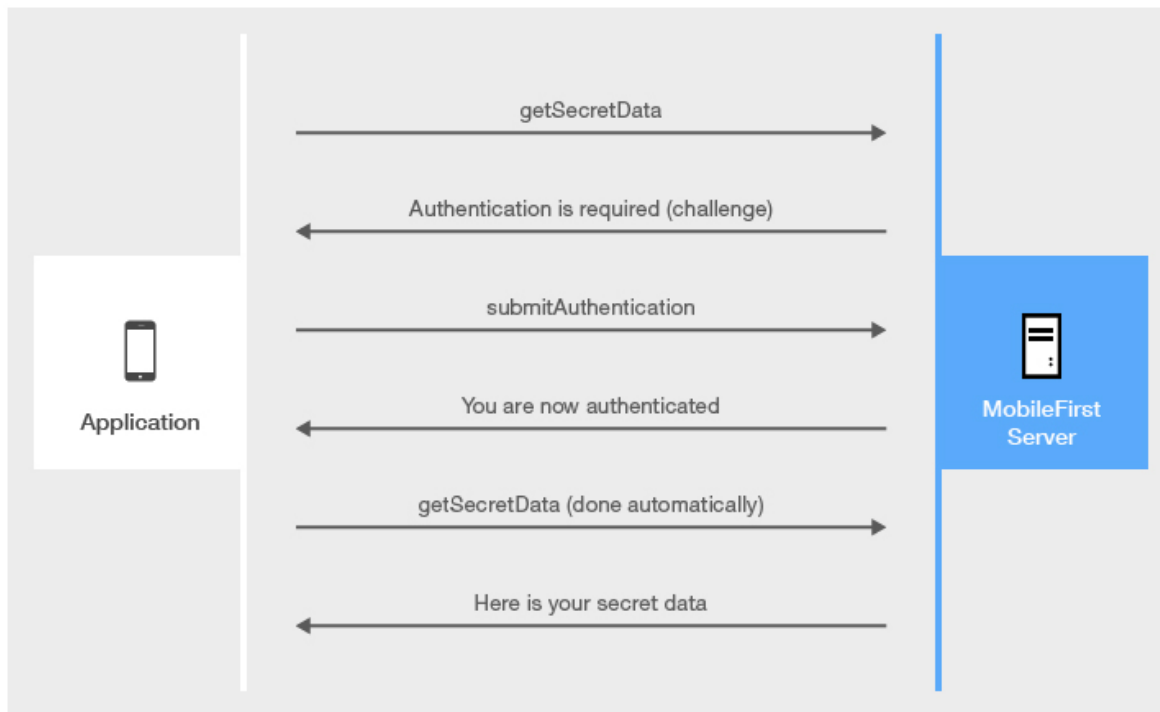 getSecretData
Authentication is required (challenge)
submitAuthentication
You are now authenticated
getSecretData (done automatically)
Here is your secret data
Application
MobileFirst
Server